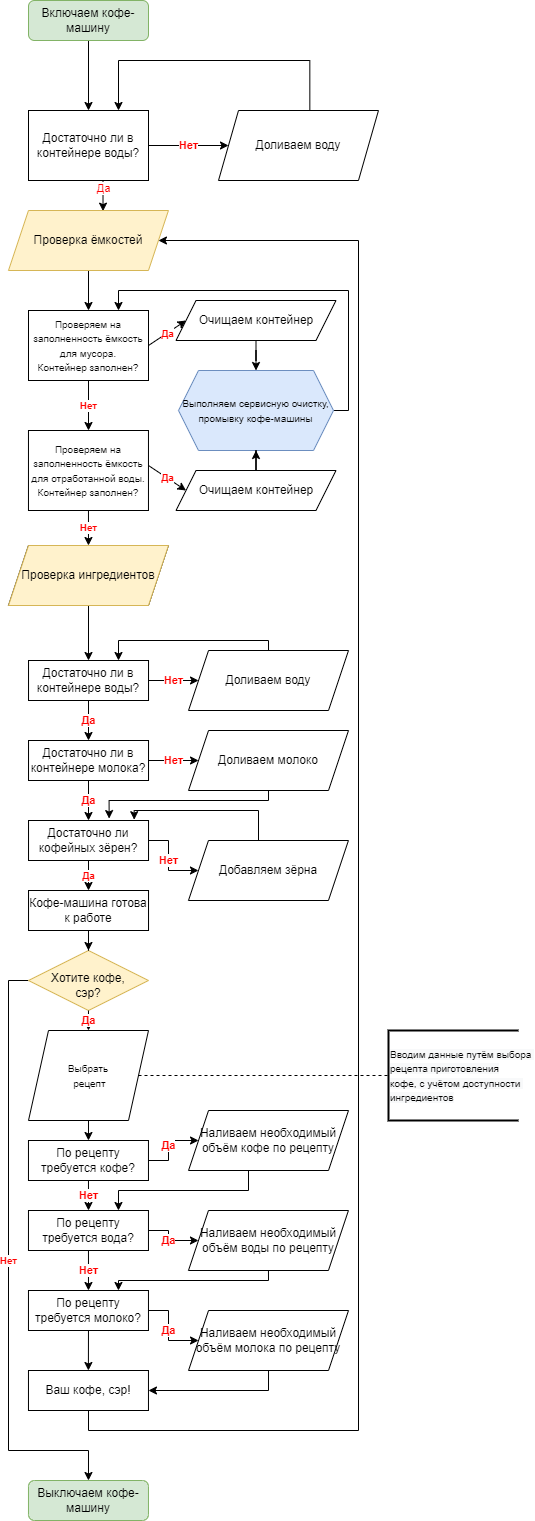 Включаем кофе-
машину
Достаточно ли в
контейнере воды?
Нет
Доливаем воду
Да
Проверка ёмкостей
Проверяем на
заполненность ёмкость
для мусора.
Контейнер заполнен?
Да
Очищаем контейнер
Выполняем сервисную очистку,
промывку кофе-машины
Нет
Проверяем на
заполненность ёмкость
для отработанной воды.
Контейнер заполнен?
Да
Очищаем контейнер
Нет
Проверка ингредиентов
Достаточно ли в
контейнере воды?
Нет
Доливаем воду
Да
Достаточно ли в
контейнере молока?
Нет
Доливаем молоко
Да
Достаточно ли
кофейных зёрен?
Нет
Добавляем зёрна
Да
Кофе-машина готова
к работе
Хотите кофе,
сэр?
Да
Выбрать
рецепт
Вводим данные путём выбора
рецепта приготовления
кофе, с учётом доступности
ингредиентов
По рецепту
требуется кофе?
Да
Наливаем необходимый
объём кофе по рецепту
Нет
По рецепту
требуется вода?
Да
Наливаем необходимый
объём воды по рецепту
Нет
Нет
По рецепту
требуется молоко?
Да
Наливаем необходимый
объём молока по рецепту
Ваш кофе, сэр!
Выключаем кофе-
машину